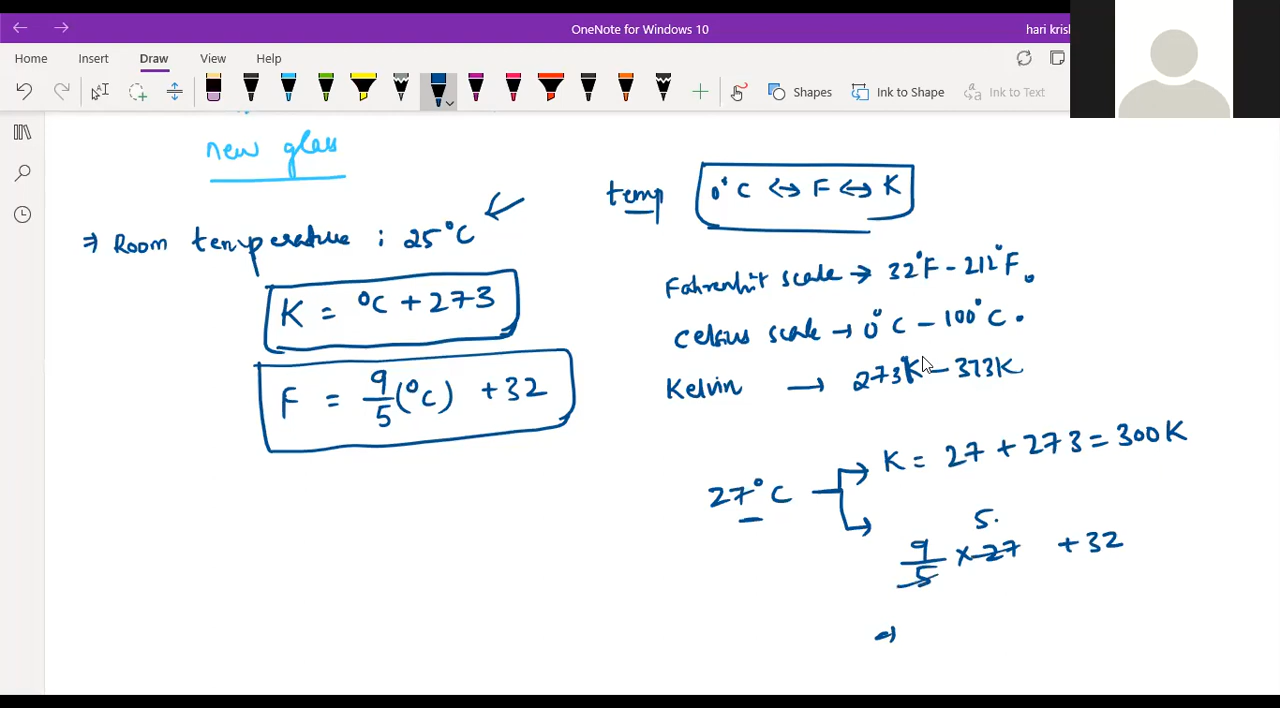 OneNote for Windows 10
hari krish
Home Insert Draw View Help
Shapes Ink to Shape Ink to Text
new glass
temp 0°C ↔ F ↔ K
⇒ Room temperature : 25°C
K = °C + 273
F = 9/5 (°C) + 32
Fahrenhit scale → 32°F - 212°F.
Celsius scale → 0°C - 100°C.
Kelvin → 273K - 373K
27°C
K = 27 + 273 = 300K
5.
9/5 × 27 + 32
⇒